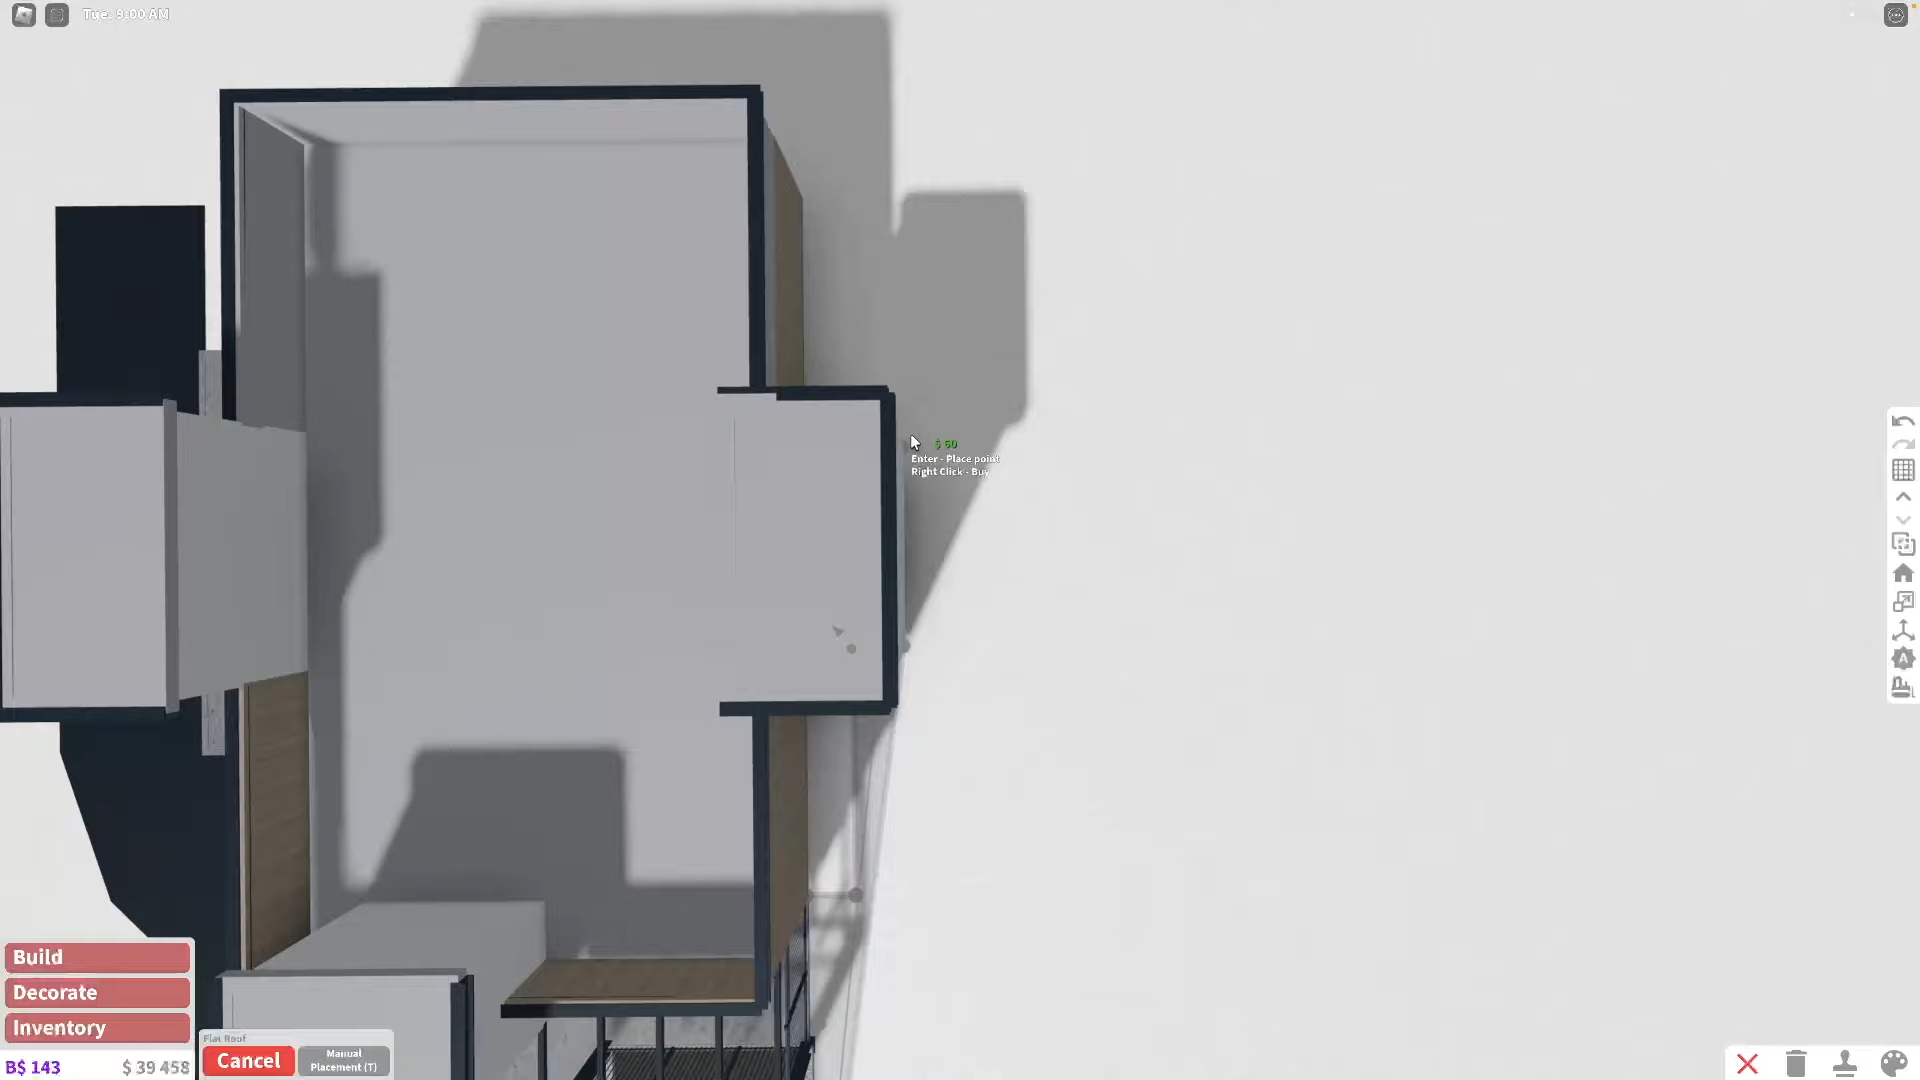 Tue. 9:00 AM
$ 60
Enter - Place point
Right Click - Buy
Build
Decorate
Inventory
B$ 143
$ 39 458
Flat Roof
Cancel
Manual
Placement (T)